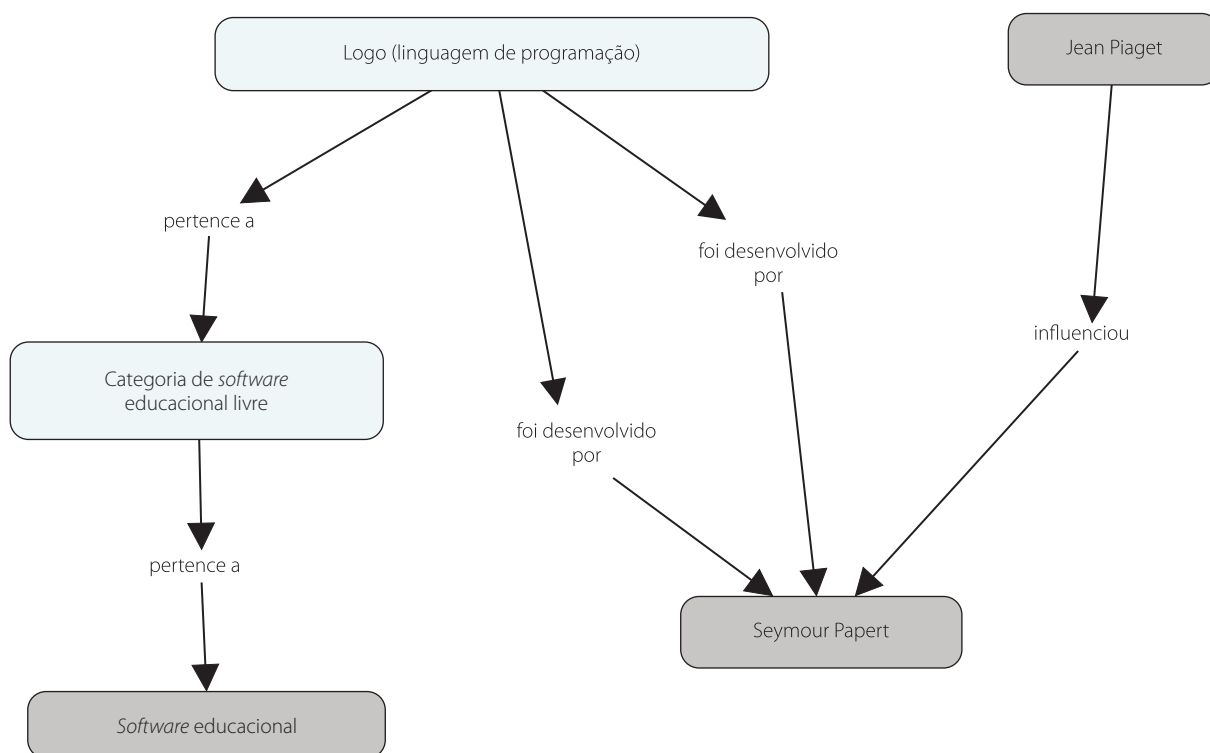 Logo (linguagem de programação)
Jean Piaget
pertence a
foi desenvolvido
por
influenciou
Categoria de software
educacional livre
foi desenvolvido
por
pertence a
Seymour Papert
Software educacional